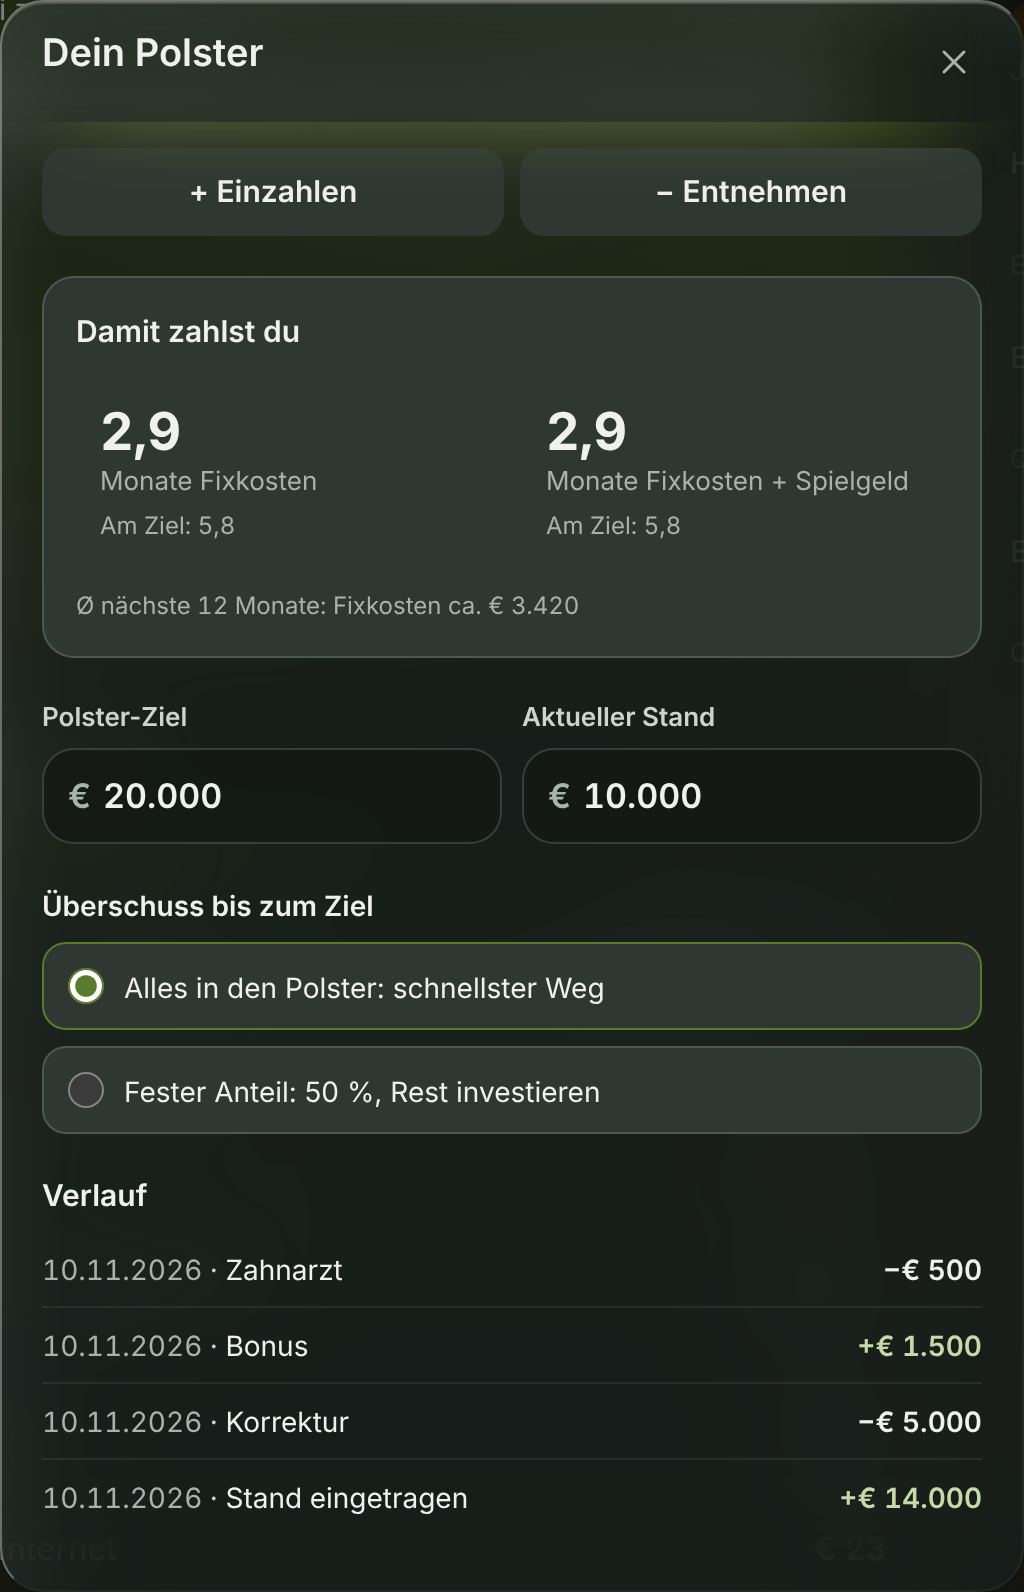 Dein Polster
+ Einzahlen
− Entnehmen
Damit zahlst du
2,9
Monate Fixkosten
Am Ziel: 5,8
2,9
Monate Fixkosten + Spielgeld
Am Ziel: 5,8
Ø nächste 12 Monate: Fixkosten ca. € 3.420
Polster-Ziel
€ 20.000
Aktueller Stand
€ 10.000
Überschuss bis zum Ziel
Alles in den Polster: schnellster Weg
Fester Anteil: 50 %, Rest investieren
Verlauf
10.11.2026 · Zahnarzt −€ 500
10.11.2026 · Bonus +€ 1.500
10.11.2026 · Korrektur −€ 5.000
10.11.2026 · Stand eingetragen +€ 14.000
€ 23